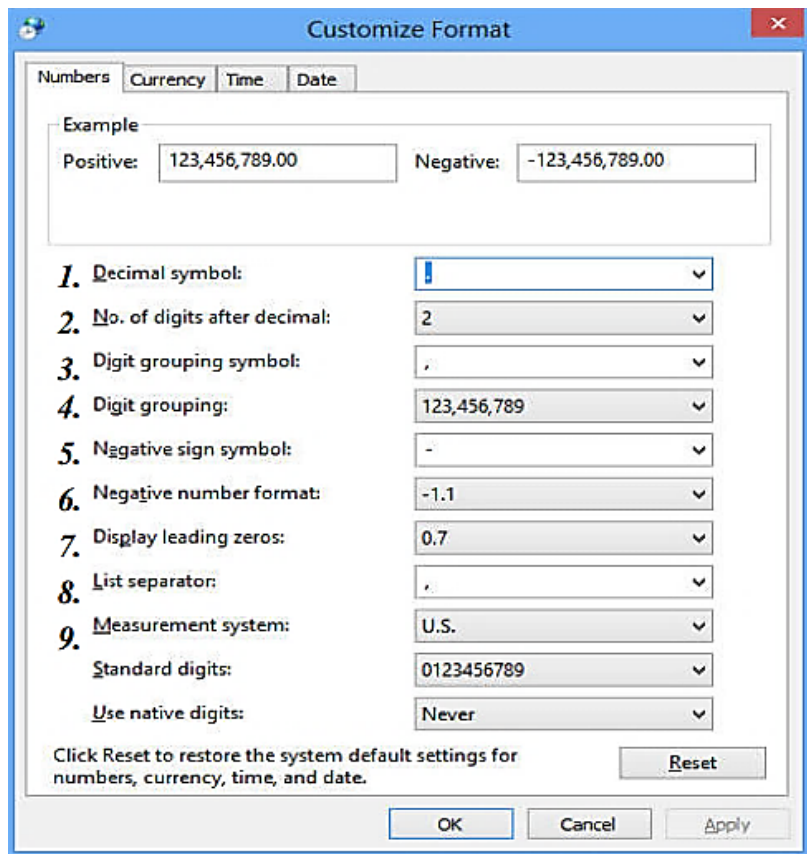 Customize Format
Numbers Currency Time Date
Example
Positive: 123,456,789.00 Negative: -123,456,789.00
1. Decimal symbol: .
2. No. of digits after decimal: 2
3. Digit grouping symbol: ,
4. Digit grouping: 123,456,789
5. Negative sign symbol: -
6. Negative number format: -1.1
7. Display leading zeros: 0.7
8. List separator: ,
9. Measurement system: U.S.
Standard digits: 0123456789
Use native digits: Never
Click Reset to restore the system default settings for
numbers, currency, time, and date.
Reset
OK Cancel Apply